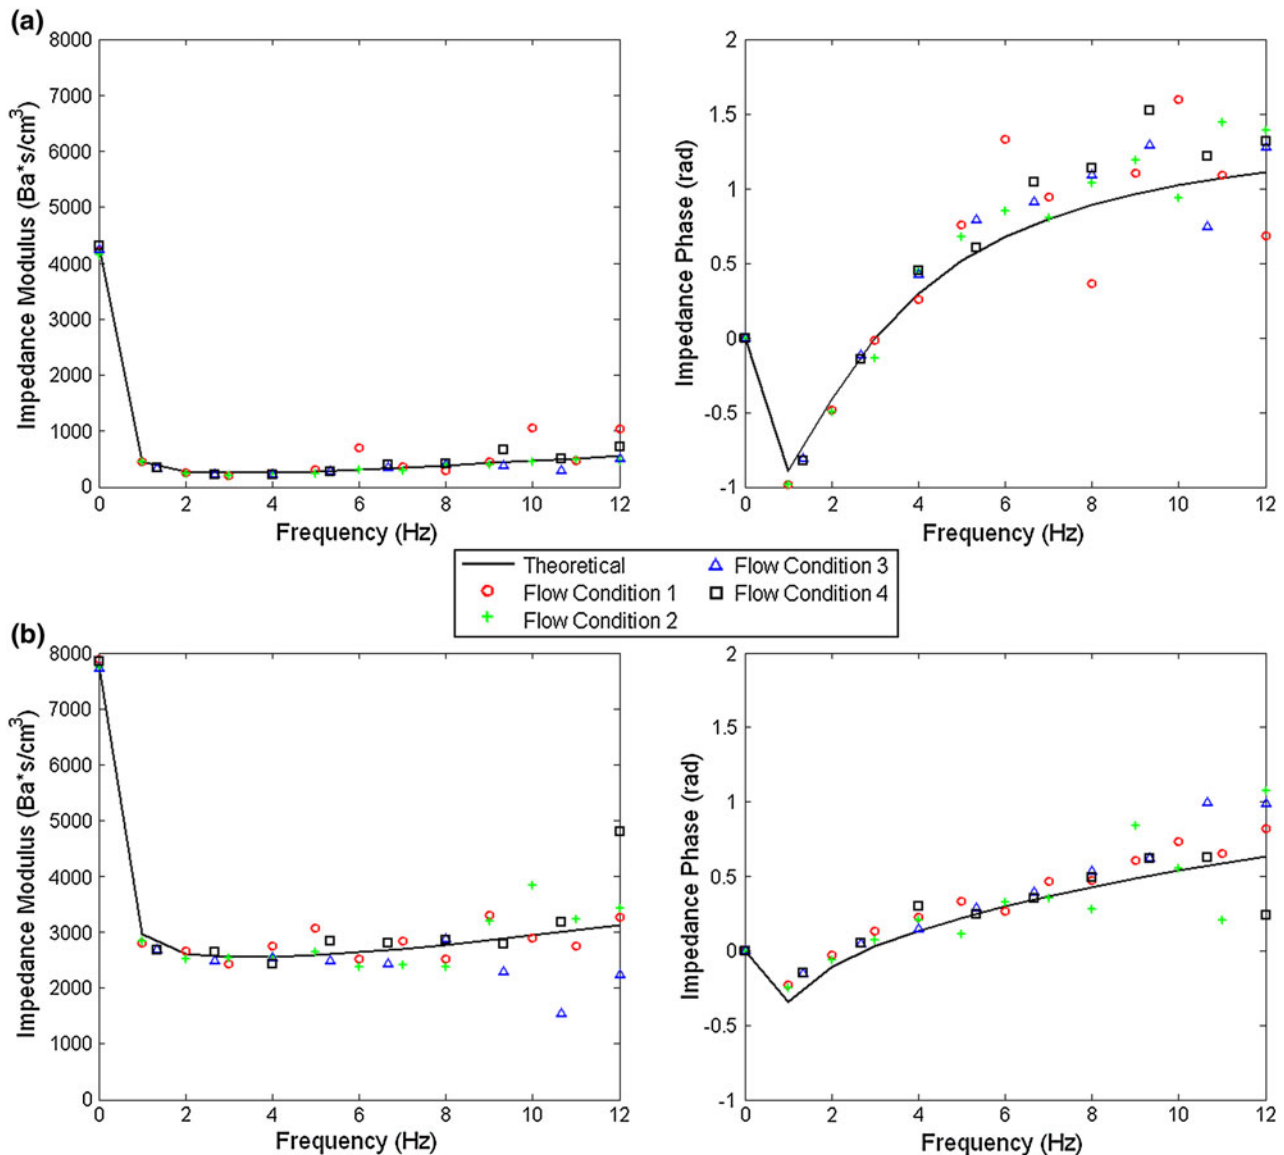 (a)
Impedance Modulus (Ba*s/cm³)
8000
7000
6000
5000
4000
3000
2000
1000
0
0 2 4 6 8 10 12
Frequency (Hz)
Impedance Phase (rad)
2
1.5
1
0.5
0
-0.5
-1
0 2 4 6 8 10 12
Frequency (Hz)
Theoretical
Flow Condition 1
Flow Condition 2
Flow Condition 3
Flow Condition 4
(b)
Impedance Modulus (Ba*s/cm³)
8000
7000
6000
5000
4000
3000
2000
1000
0
0 2 4 6 8 10 12
Frequency (Hz)
Impedance Phase (rad)
2
1.5
1
0.5
0
-0.5
-1
0 2 4 6 8 10 12
Frequency (Hz)